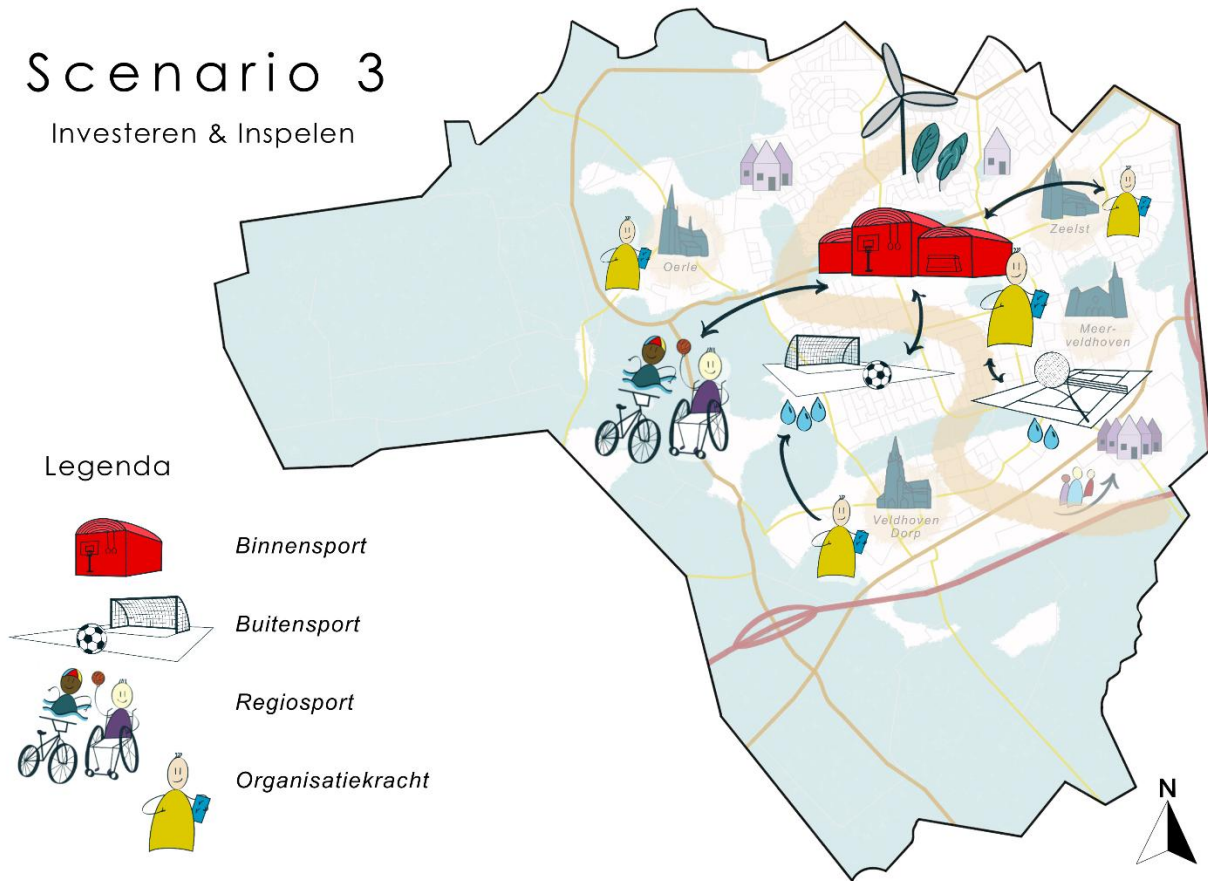 Scenario 3
Investeren & Inspelen
Zeelst
Oerle
Meer-
veldhoven
Veldhoven
Dorp
Legenda
Binnensport
Buitensport
Regiosport
Organisatiekracht
N